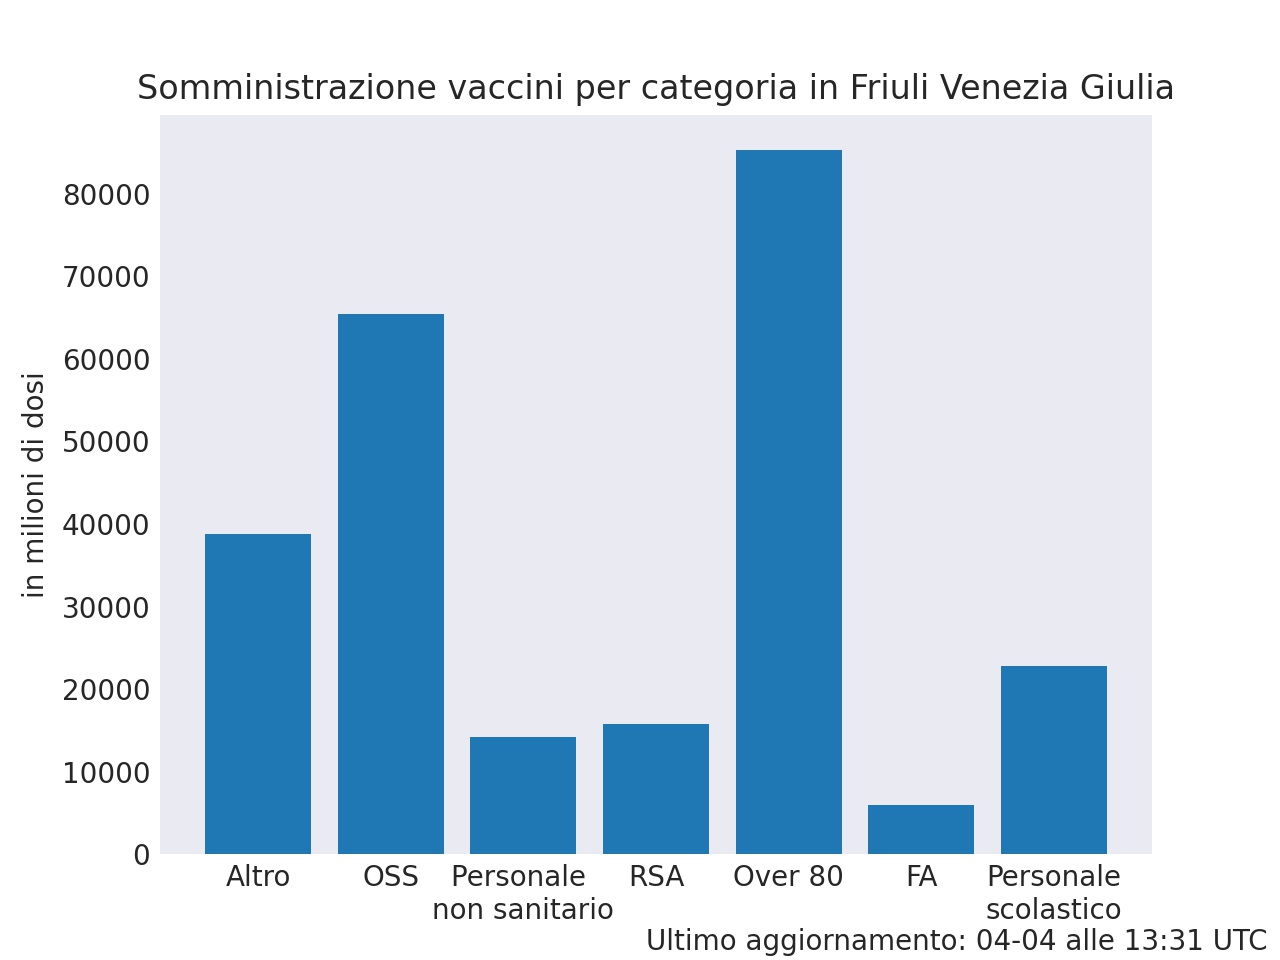 Somministrazione vaccini per categoria in Friuli Venezia Giulia
in milioni di dosi
80000
70000
60000
50000
40000
30000
20000
10000
0
Altro
OSS
Personale
non sanitario
RSA
Over 80
FA
Personale
scolastico
Ultimo aggiornamento: 04-04 alle 13:31 UTC